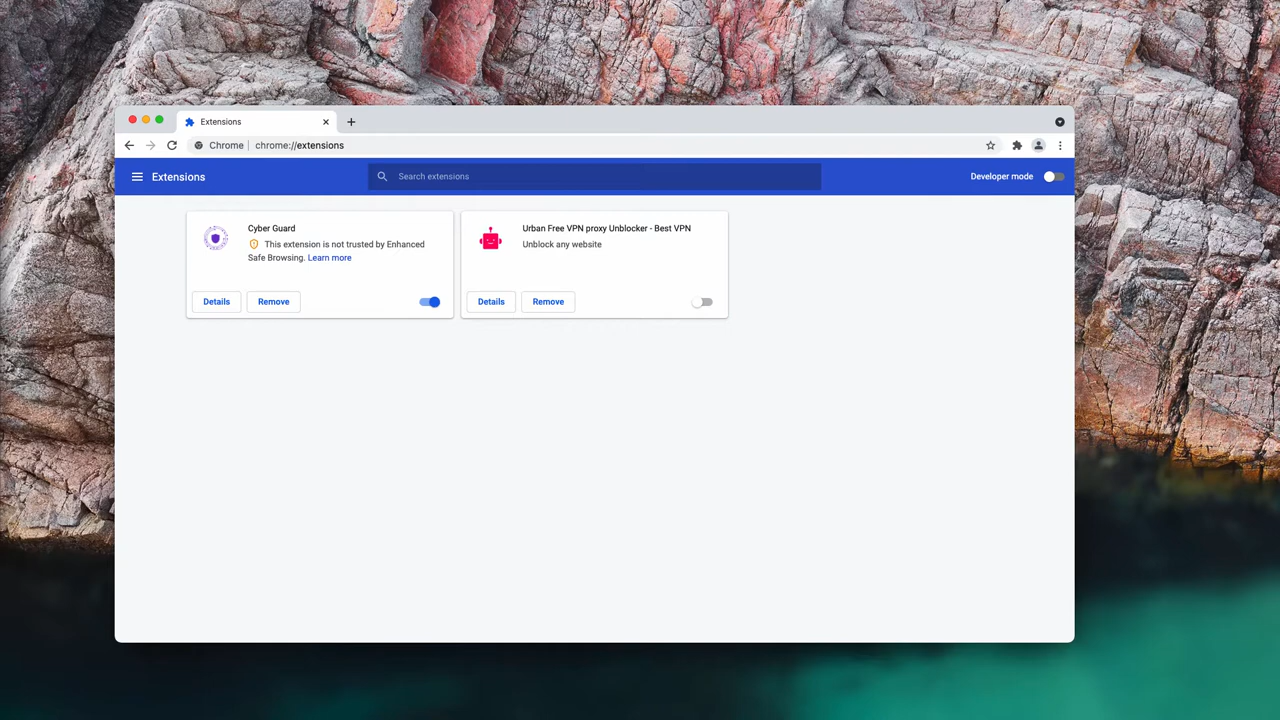 Extensions
Chrome
chrome://extensions
Extensions
Search extensions
Developer mode
Cyber Guard
This extension is not trusted by Enhanced
Safe Browsing. Learn more
Details
Remove
Urban Free VPN proxy Unblocker - Best VPN
Unblock any website
Details
Remove